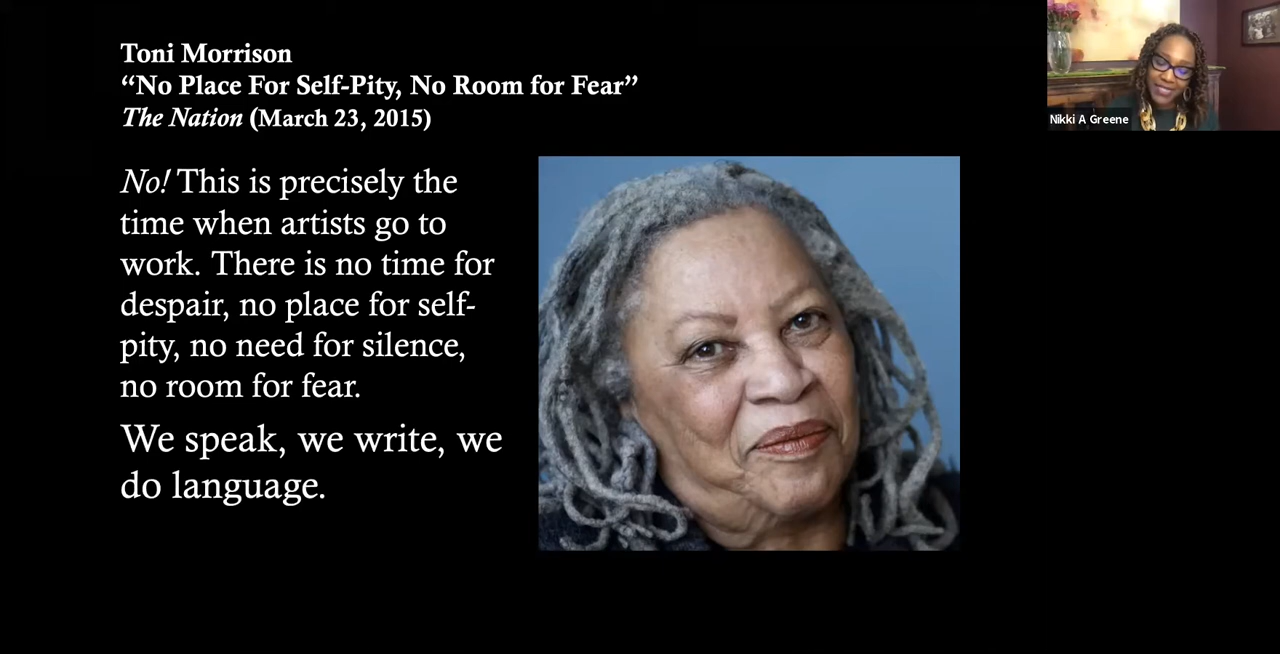 Toni Morrison
“No Place For Self-Pity, No Room for Fear”
The Nation (March 23, 2015)
No! This is precisely the
time when artists go to
work. There is no time for
despair, no place for self-
pity, no need for silence,
no room for fear.
We speak, we write, we
do language.
Nikki A Greene